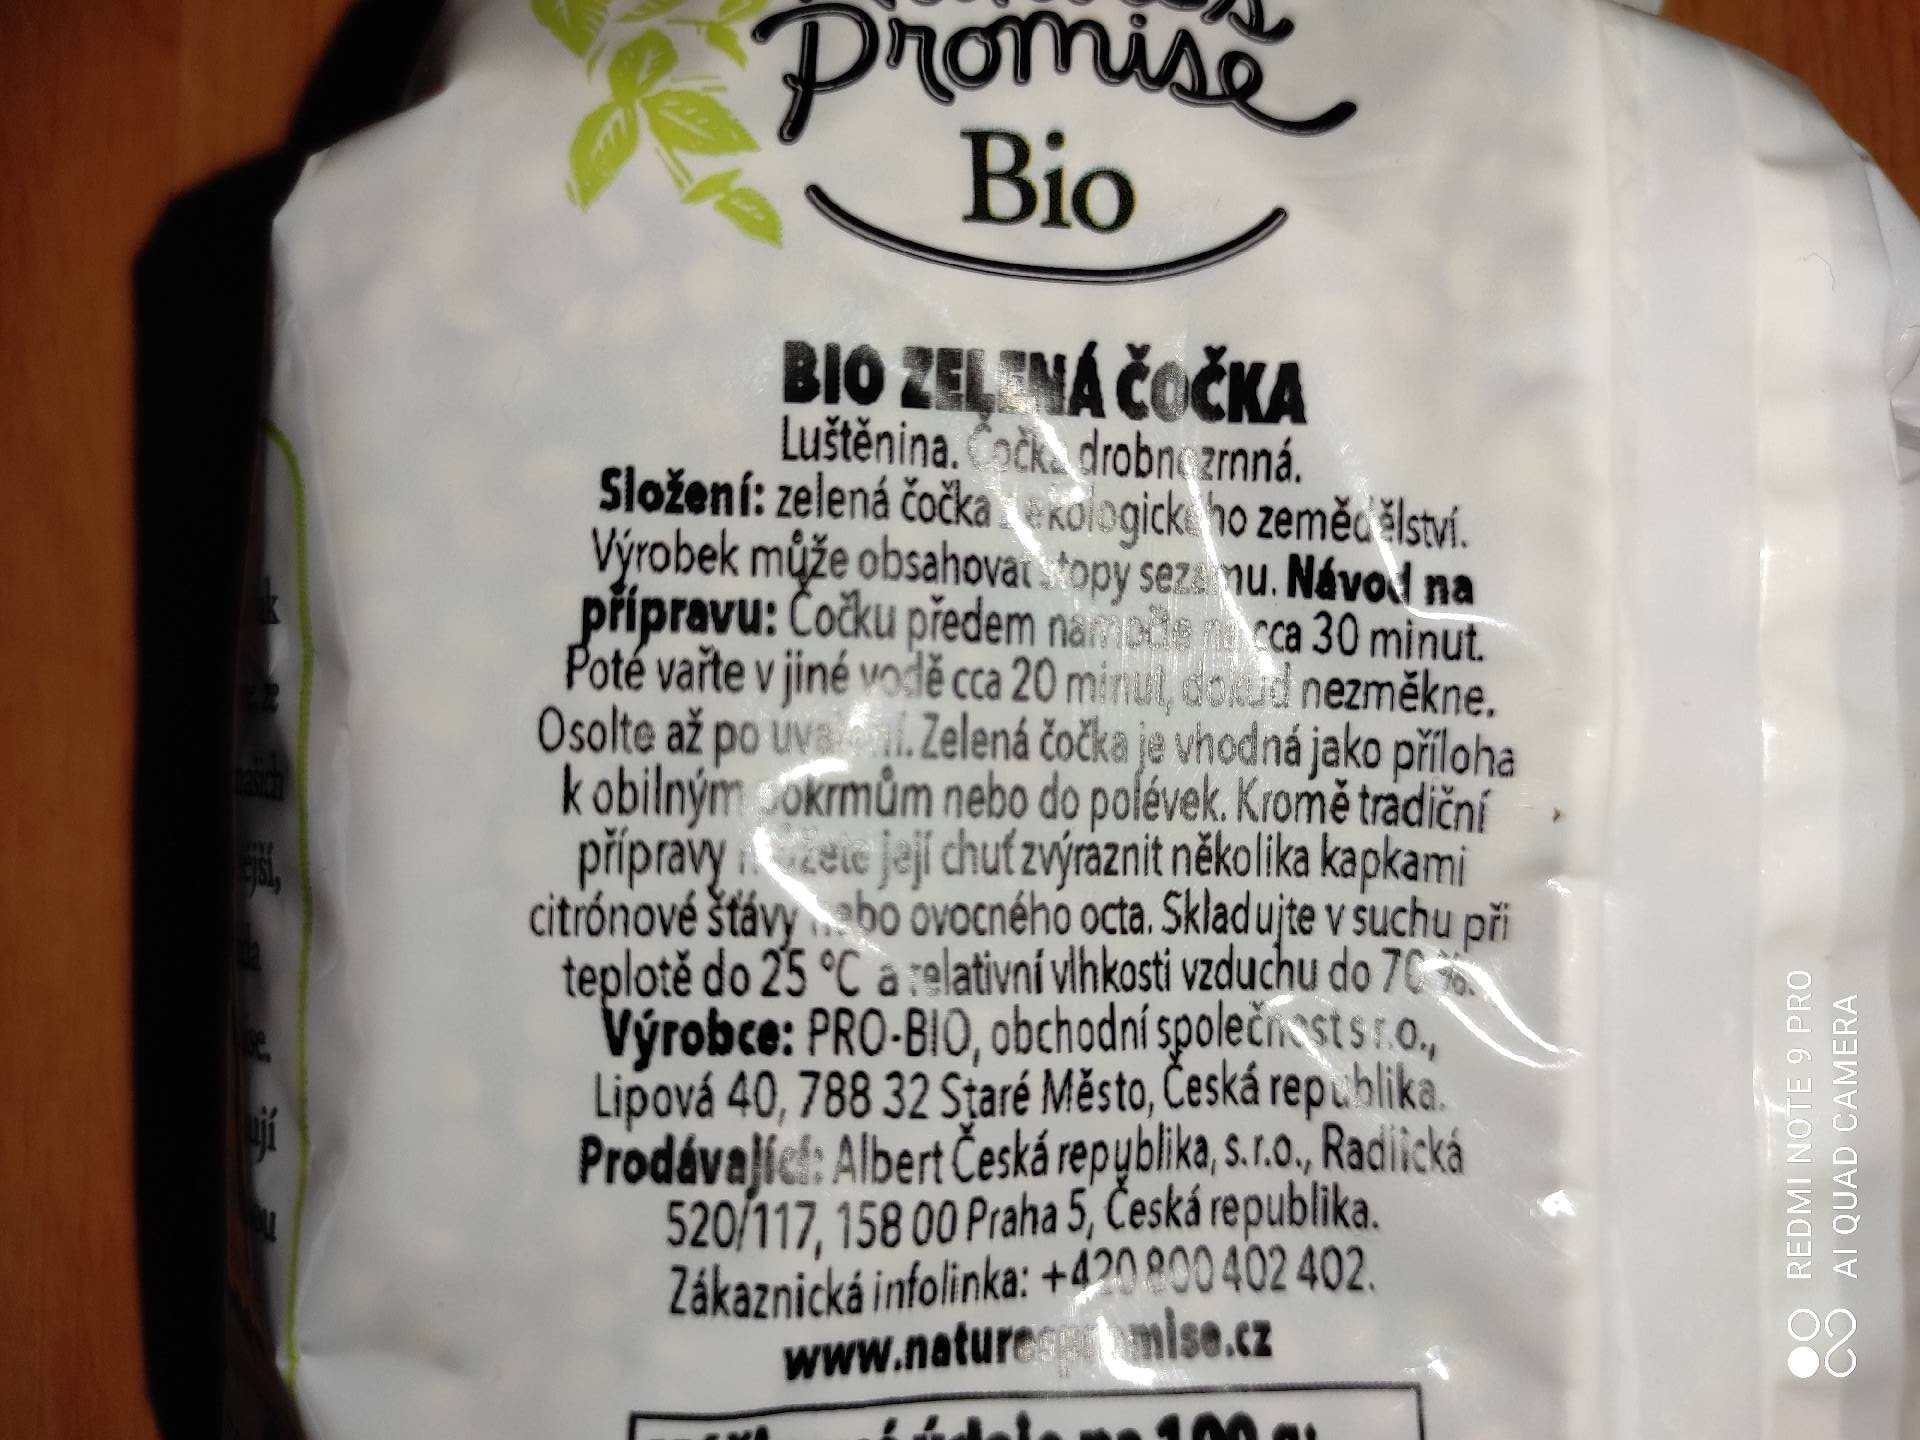 Promise
Bio
BIO ZELENÁ ČOČKA
Luštěnina. Čočka drobnozrnná.
Složení: zelená čočka z ekologického zemědělství.
Výrobek může obsahovat stopy sezamu. Návod na
přípravu: Čočku předem namočte na cca 30 minut.
Poté vařte v jiné vodě cca 20 minut, dokud nezměkne.
Osolte až po uvaření. Zelená čočka je vhodná jako příloha
k obilným pokrmům nebo do polévek. Kromě tradiční
přípravy můžete její chuť zvýraznit několika kapkami
citrónové šťávy nebo ovocného octa. Skladujte v suchu při
teplotě do 25 °C a relativní vlhkosti vzduchu do 70 %.
Výrobce: PRO-BIO, obchodní společnost s r.o.,
Lipová 40, 788 32 Staré Město, Česká republika.
Prodávající: Albert Česká republika, s.r.o., Radlická
520/117, 158 00 Praha 5, Česká republika.
Zákaznická infolinka: +420 800 402 402.
www.naturespromise.cz
údaje na 100 g:
REDMI NOTE 9 PRO
AI QUAD CAMERA